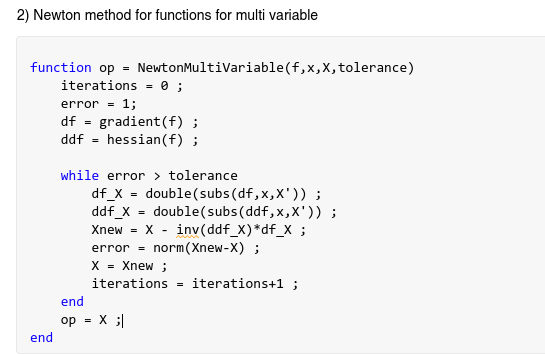 2) Newton method for functions for multi variable
function op = NewtonMultiVariable(f,x,X,tolerance)
    iterations = 0 ;
    error = 1;
    df = gradient(f) ;
    ddf = hessian(f) ;
    while error > tolerance
        df_X = double(subs(df,x,X')) ;
        ddf_X = double(subs(ddf,x,X')) ;
        Xnew = X - inv(ddf_X)*df_X ;
        error = norm(Xnew-X) ;
        X = Xnew ;
        iterations = iterations+1 ;
    end
    op = X ;
end